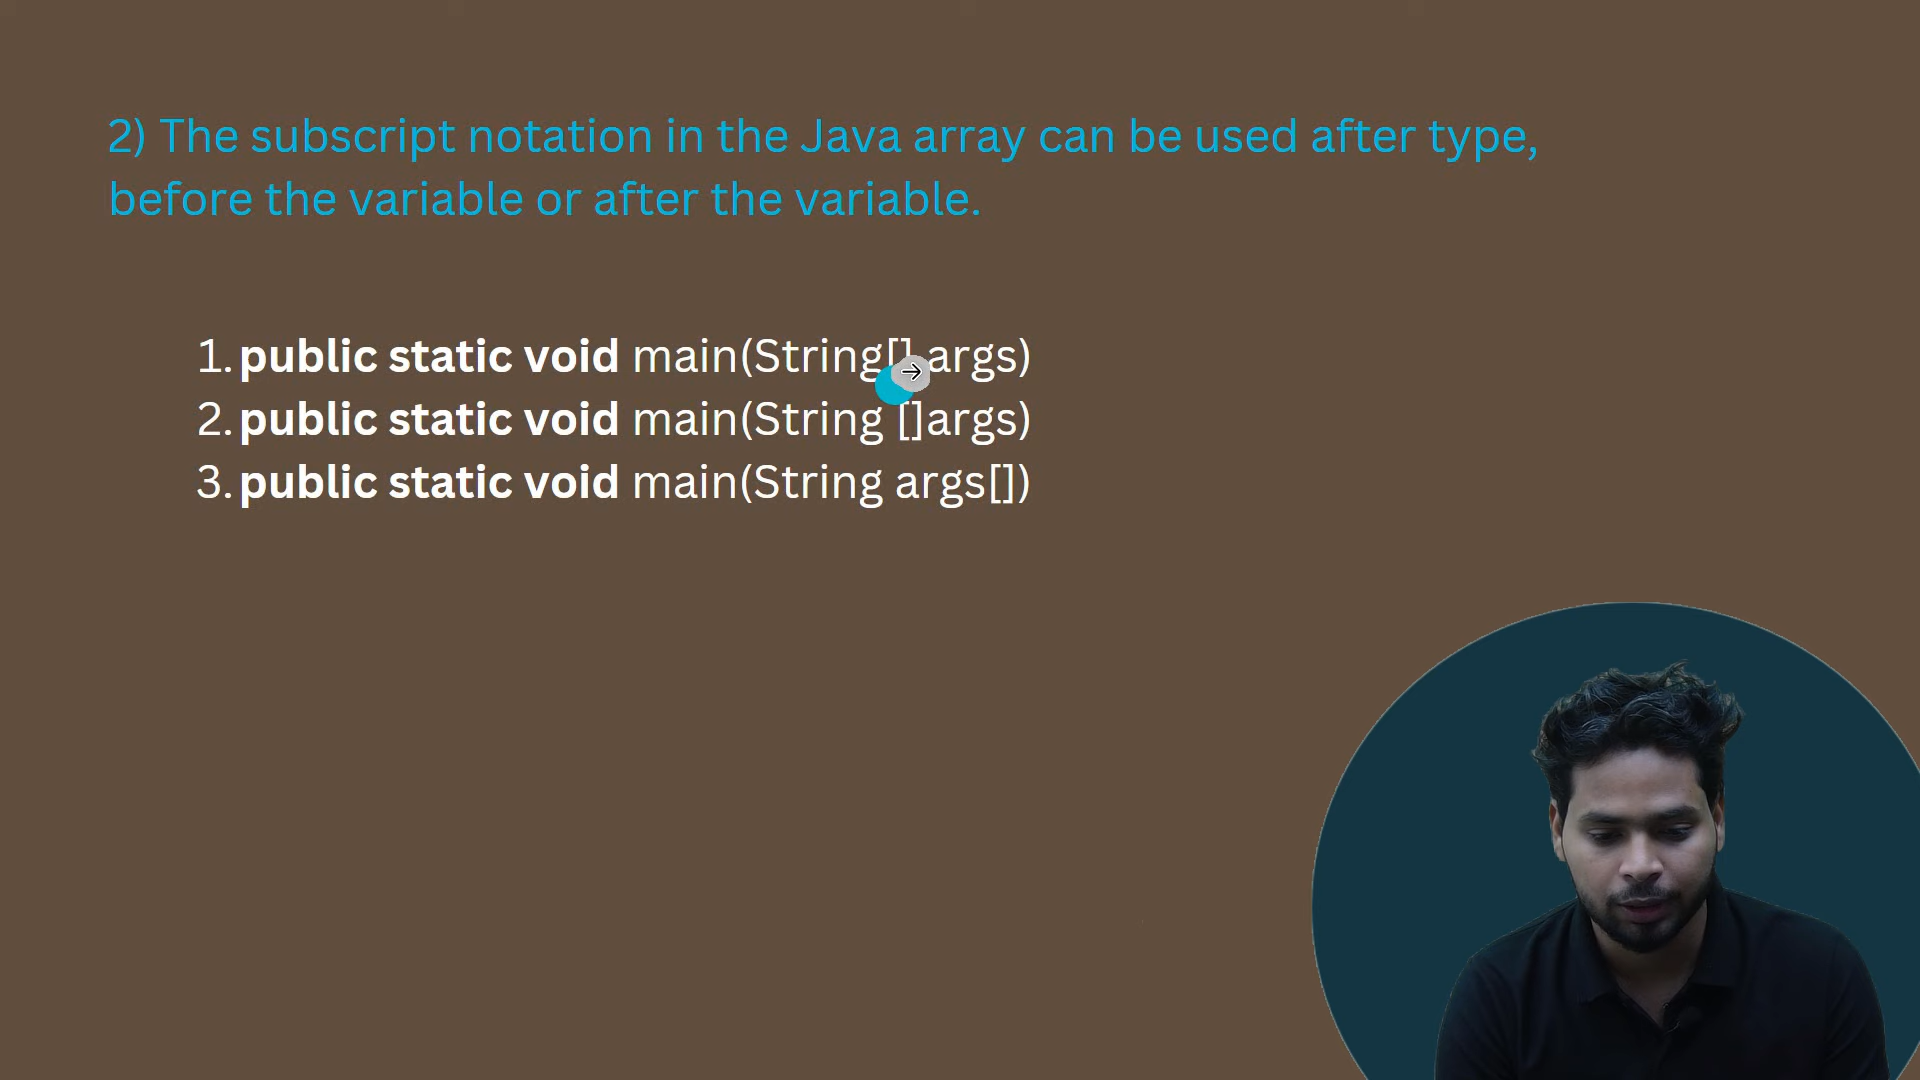 2) The subscript notation in the Java array can be used after type,
before the variable or after the variable.
1. public static void main(String[] args)
2. public static void main(String []args)
3. public static void main(String args[])